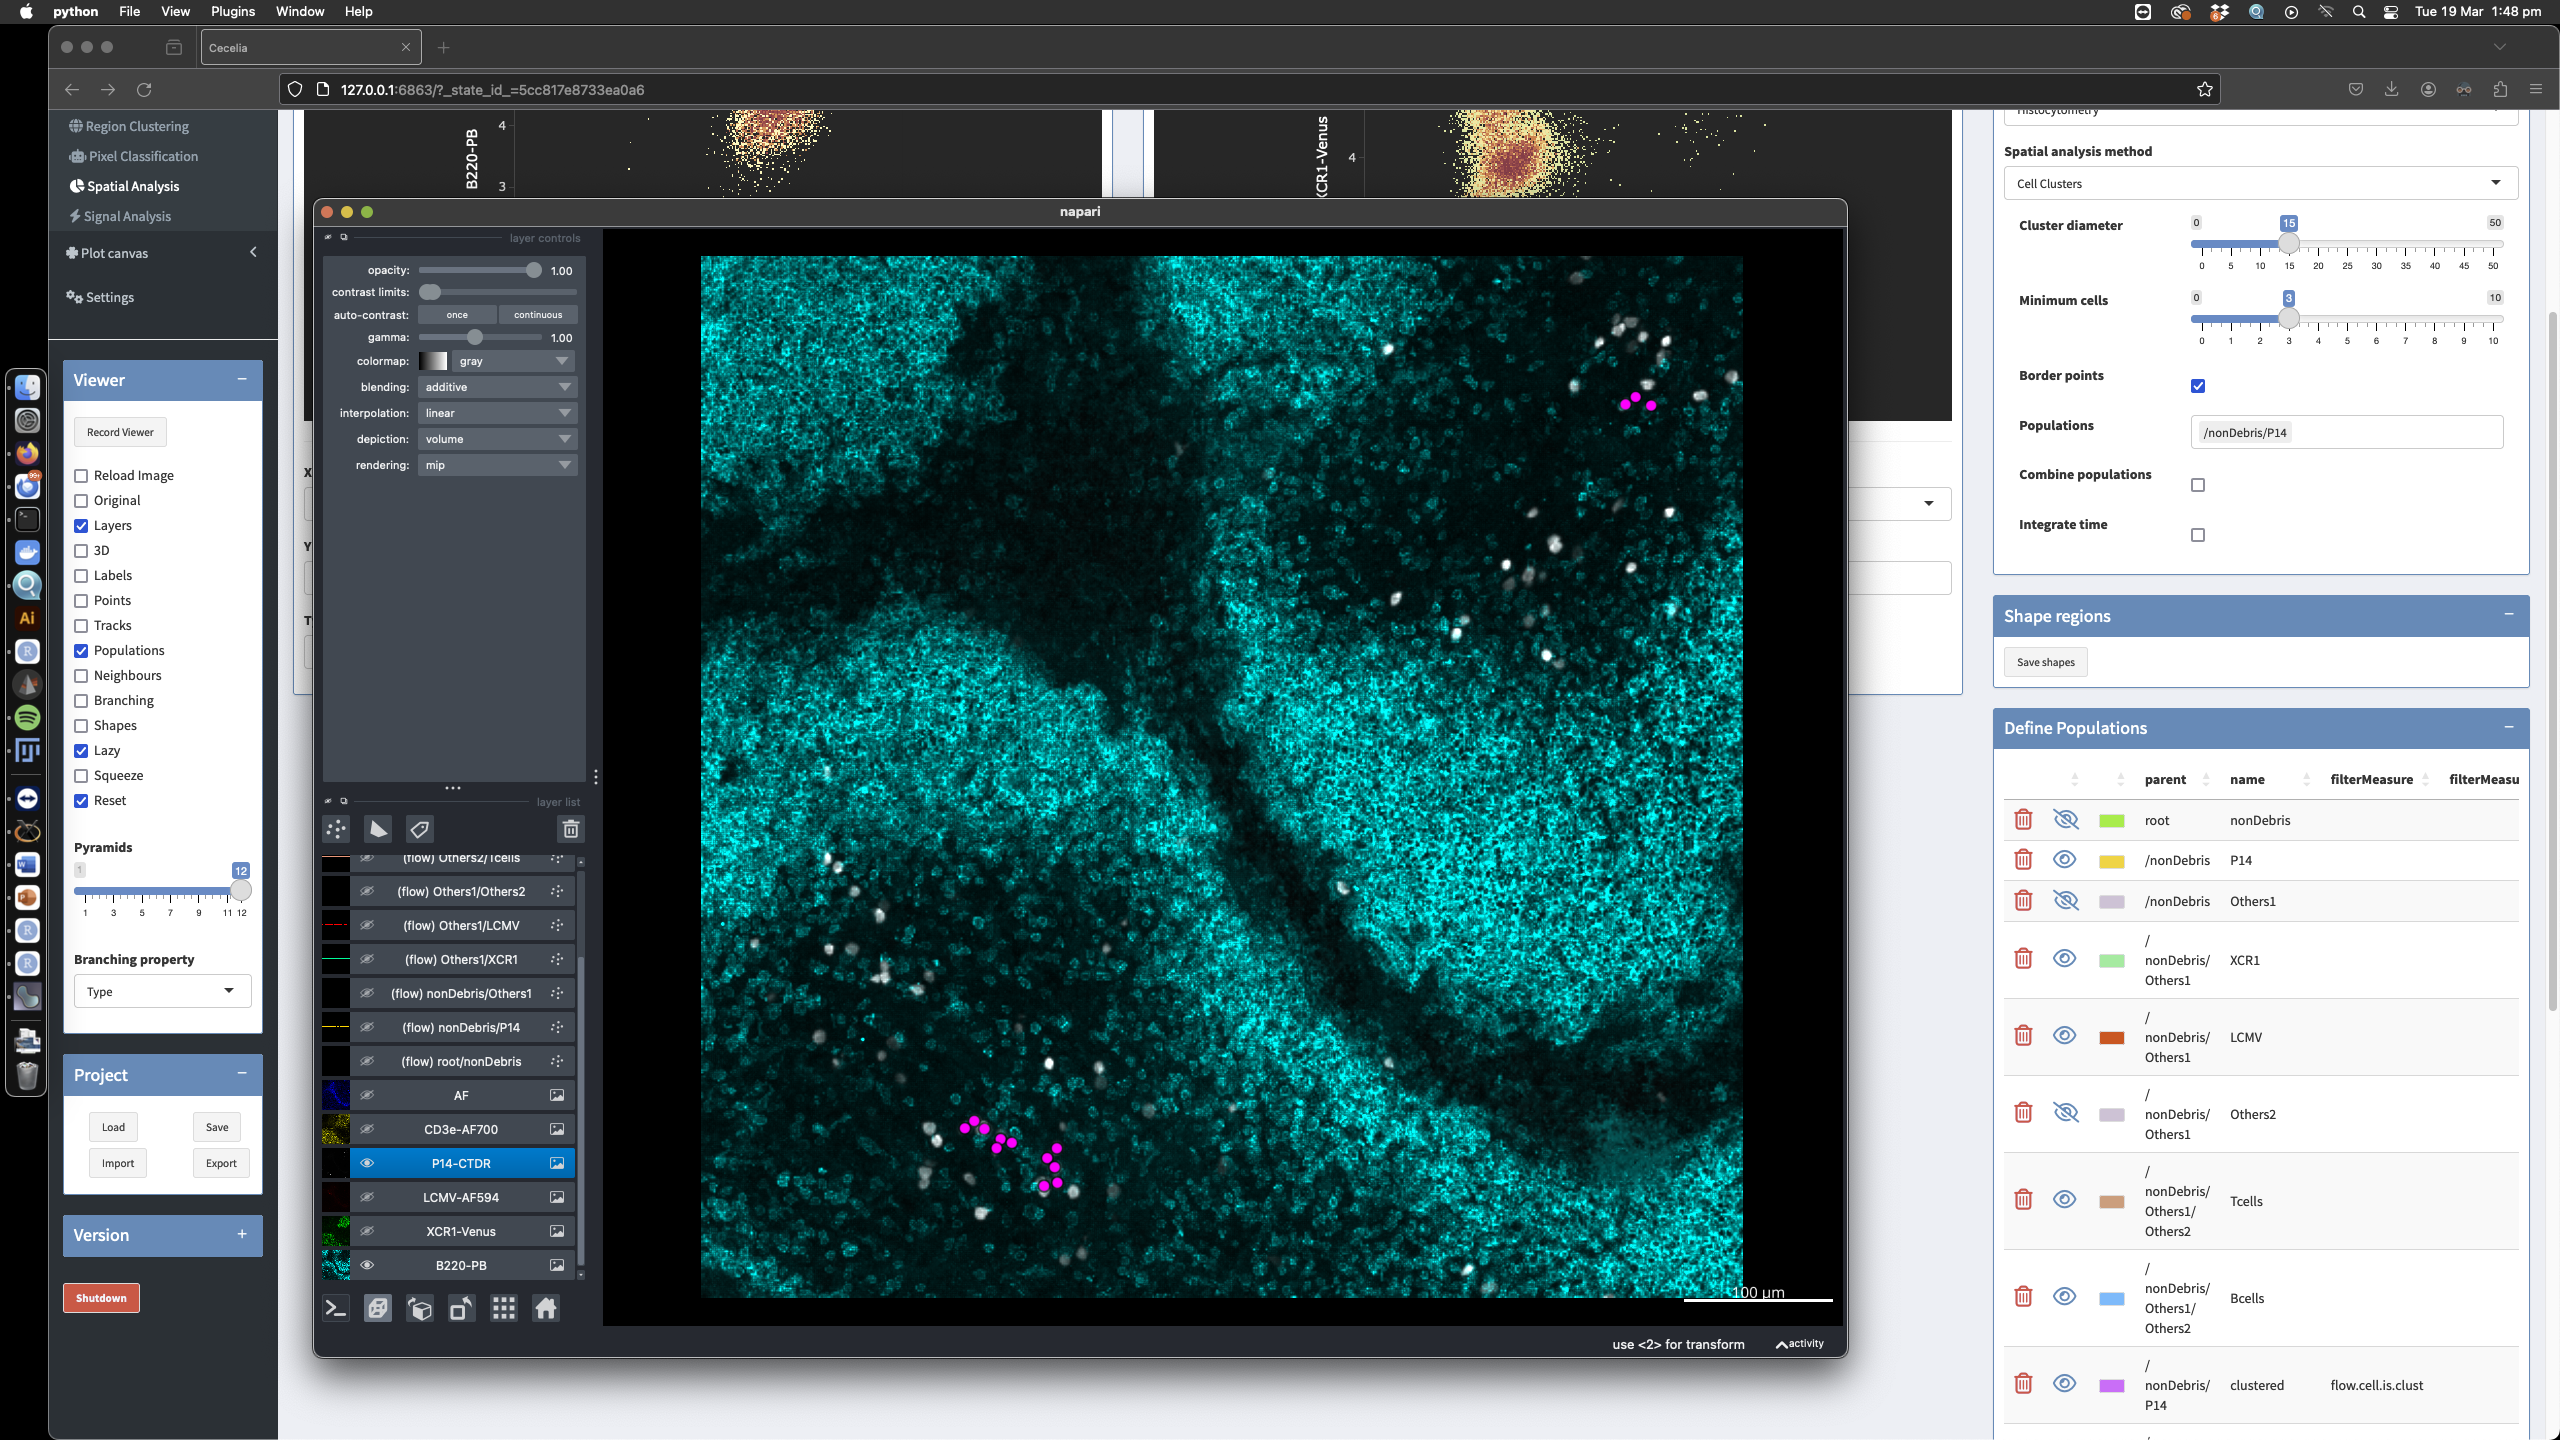 python File View Plugins Window Help
Tue 19 Mar 1:48 pm
Cecelia
127.0.0.1:6863/?_state_id_=5cc817e8733ea0a6
Region Clustering
Pixel Classification
Spatial Analysis
Signal Analysis
Plot canvas
Settings
Viewer
Record Viewer
Reload Image
Original
Layers
3D
Labels
Points
Tracks
Populations
Neighbours
Branching
Shapes
Lazy
Squeeze
Reset
Pyramids
1 12
1 3 5 7 9 11 12
Branching property
Type
Project
Load Save
Import Export
Version
Shutdown
B220-PB
4
3
XCR1-Venus
4
X
Y
napari
layer controls
opacity: 1.00
contrast limits:
auto-contrast: once continuous
gamma: 1.00
colormap: gray
blending: additive
interpolation: linear
depiction: volume
rendering: mip
layer list
(flow) Others2/Tcells
(flow) Others1/Others2
(flow) Others1/LCMV
(flow) Others1/XCR1
(flow) nonDebris/Others1
(flow) nonDebris/P14
(flow) root/nonDebris
AF
CD3e-AF700
P14-CTDR
LCMV-AF594
XCR1-Venus
B220-PB
100 μm
use <2> for transform
activity
Histocytometry
Spatial analysis method
Cell Clusters
Cluster diameter
0 15 50
0 5 10 15 20 25 30 35 40 45 50
Minimum cells
0 3 10
0 1 2 3 4 5 6 7 8 9 10
Border points
Populations
/nonDebris/P14
Combine populations
Integrate time
Shape regions
Save shapes
Define Populations
parent name filterMeasure filterMeasu
root nonDebris
/nonDebris P14
/nonDebris Others1
/
nonDebris/ XCR1
Others1
/
nonDebris/ LCMV
Others1
/
nonDebris/ Others2
Others1
/
nonDebris/
Others1/ Tcells
Others2
/
nonDebris/
Others1/ Bcells
Others2
/
nonDebris/ clustered flow.cell.is.clust
P14